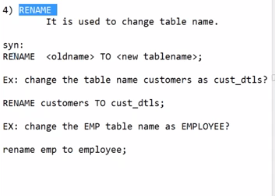 4) RENAME
It is used to change table name.
syn:
RENAME <oldname> TO <new tablename>;
Ex: change the table name customers as cust_dtls?
RENAME customers TO cust_dtls;
EX: change the EMP table name as EMPLOYEE?
rename emp to employee;